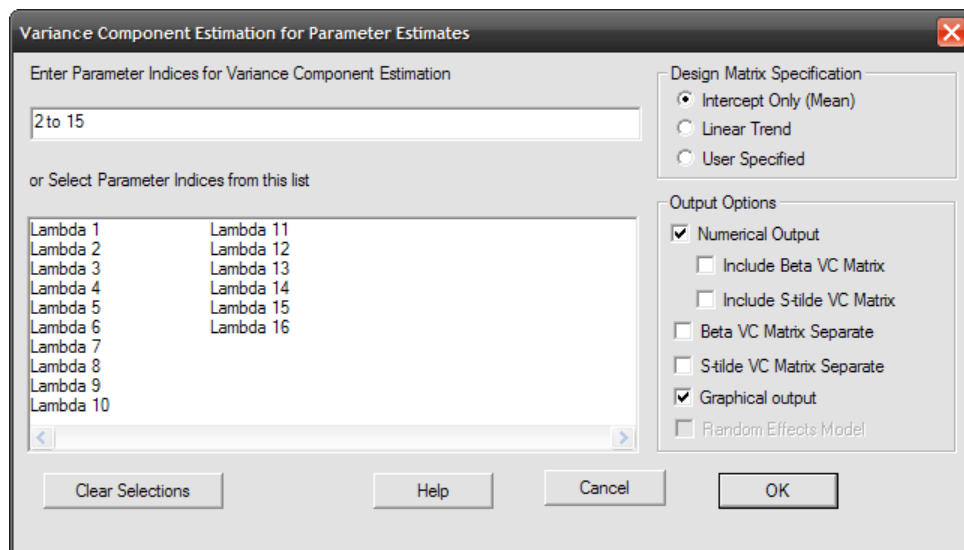 Variance Component Estimation for Parameter Estimates
Enter Parameter Indices for Variance Component Estimation
2 to 15
or Select Parameter Indices from this list
Lambda 1
Lambda 2
Lambda 3
Lambda 4
Lambda 5
Lambda 6
Lambda 7
Lambda 8
Lambda 9
Lambda 10
Lambda 11
Lambda 12
Lambda 13
Lambda 14
Lambda 15
Lambda 16
Design Matrix Specification
Intercept Only (Mean)
Linear Trend
User Specified
Output Options
Numerical Output
Include Beta VC Matrix
Include S-tilde VC Matrix
Beta VC Matrix Separate
S-tilde VC Matrix Separate
Graphical output
Random Effects Model
Clear Selections
Help
Cancel
OK